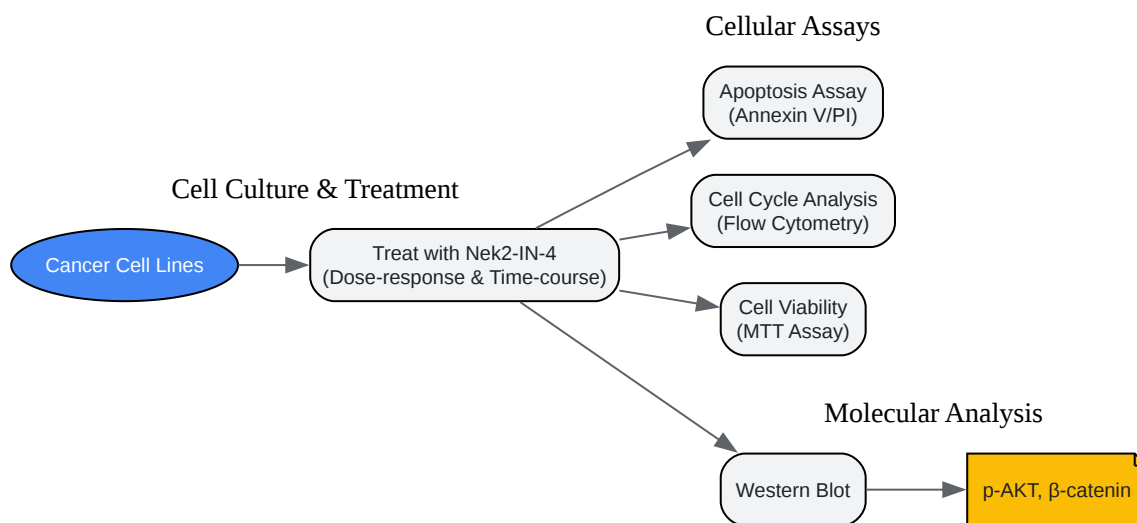 Cellular Assays
Apoptosis Assay
(Annexin V/PI)
Cell Culture & Treatment
Cell Cycle Analysis
(Flow Cytometry)
Cancer Cell Lines
Treat with Nek2-IN-4
(Dose-response & Time-course)
Cell Viability
(MTT Assay)
Molecular Analysis
Western Blot
p-AKT, β-catenin